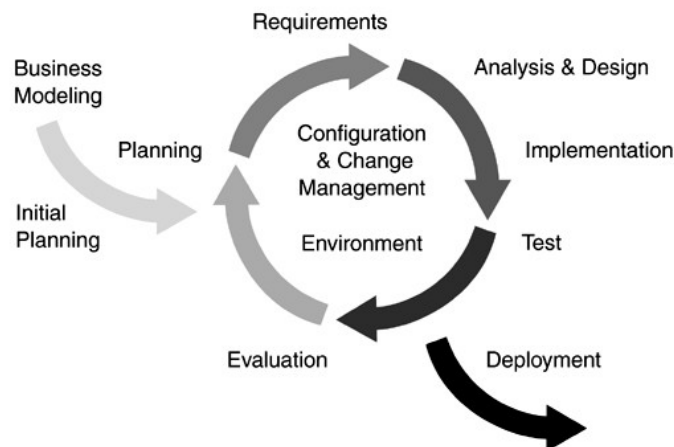 Requirements
Business
Modeling
Analysis & Design
Planning
Configuration
& Change
Management
Implementation
Initial
Planning
Environment
Test
Evaluation
Deployment